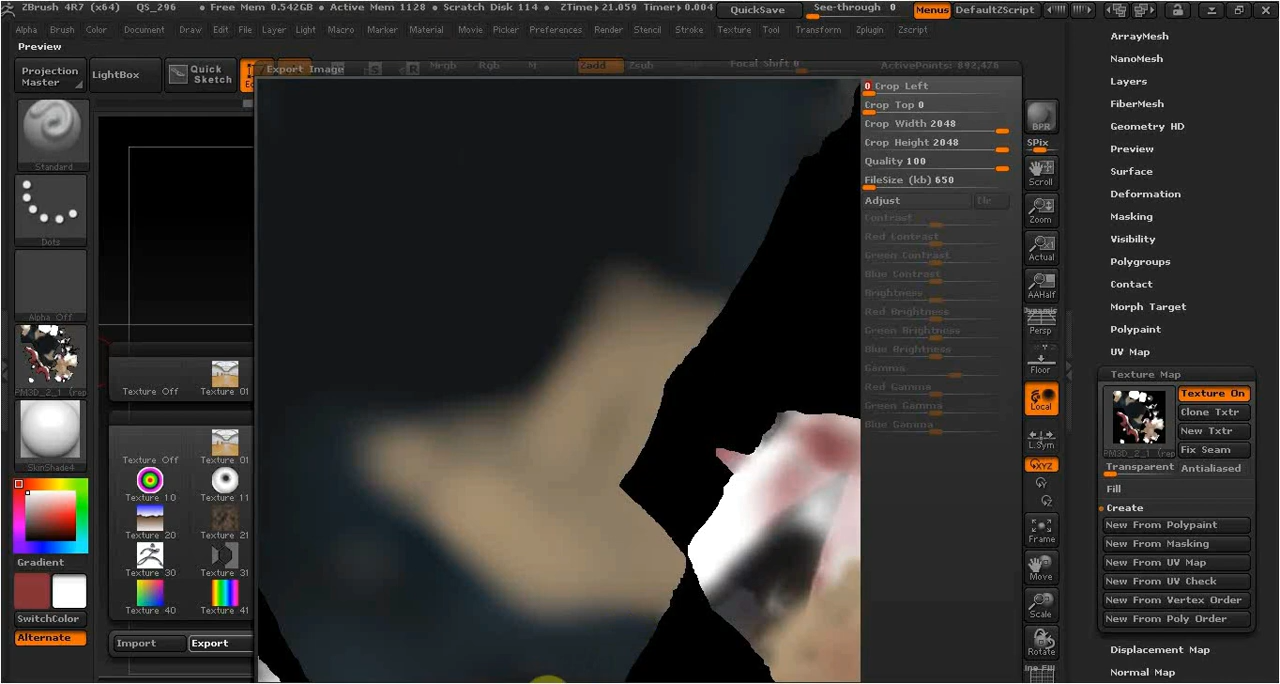 ZBrush 4R7 (x64) QS_296 • Free Mem 0.542GB • Active Mem 1128 • Scratch Disk 114 • ZTime▸21.059 Timer▸0.004 QuickSave See-through 0 Menus DefaultZScript
Alpha Brush Color Document Draw Edit File Layer Light Macro Marker Material Movie Picker Preferences Render Stencil Stroke Texture Tool Transform Zplugin Zscript
Preview
Projection Master
LightBox
Quick Sketch
Export Image
Mrgb Rgb M Zadd Zsub Focal Shift 0 ActivePoints: 892,476
Standard
Dots
Alpha Off
PM3D_Z_1 (rep
SkinShade4
Gradient
SwitchColor
Alternate
Texture Off Texture 01
Texture Off Texture 01
Texture 10 Texture 11
Texture 20 Texture 21
Texture 30 Texture 31
Texture 40 Texture 41
Import Export
0 Crop Left
Crop Top 0
Crop Width 2048
Crop Height 2048
Quality 100
FileSize (kb) 650
Adjust
Contrast
Red Contrast
Green Contrast
Blue Contrast
Brightness
Red Brightness
Green Brightness
Blue Brightness
Gamma
Red Gamma
Green Gamma
Blue Gamma
BPR
SPix
Scroll
Zoom
Actual
AAHalf
Dynamic
Persp
Floor
Local
L.Sym
XYZ
Frame
Move
Scale
Rotate
Line Fill
ArrayMesh
NanoMesh
Layers
FiberMesh
Geometry HD
Preview
Surface
Deformation
Masking
Visibility
Polygroups
Contact
Morph Target
Polypaint
UV Map
Texture Map
Texture On
Clone Txtr
New Txtr
Fix Seam
PM3D_Z_1 (rep
Transparent Antialiased
Fill
Create
New From Polypaint
New From Masking
New From UV Map
New From UV Check
New From Vertex Order
New From Poly Order
Displacement Map
Normal Map